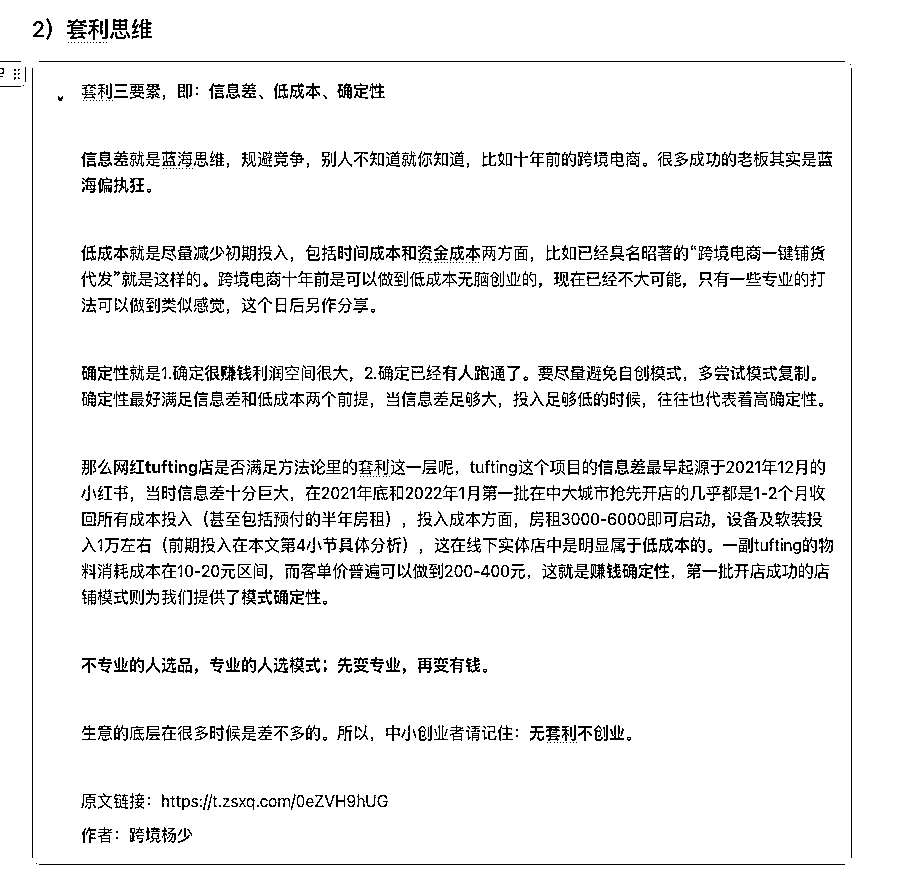 2）套利思维
套利三要素，即：信息差、低成本、确定性
信息差就是蓝海思维，规避竞争，别人不知道就你知道，比如十年前的跨境电商。很多成功的老板其实是蓝
海偏执狂。
低成本就是尽量减少初期投入，包括时间成本和资金成本两方面，比如已经臭名昭著的“跨境电商一键铺货
代发”就是这样的。跨境电商十年前是可以做到低成本无脑创业的，现在已经不大可能，只有一些专业的打
法可以做到类似感觉，这个日后另作分享。
确定性就是1.确定很赚钱利润空间很大，2.确定已经有人跑通了。要尽量避免自创模式，多尝试模式复制。
确定性最好满足信息差和低成本两个前提，当信息差足够大，投入足够低的时候，往往也代表着高确定性。
那么网红tufting店是否满足方法论里的套利这一层呢，tufting这个项目的信息差最早起源于2021年12月的
小红书，当时信息差十分巨大，在2021年底和2022年1月第一批在中大城市抢先开店的几乎都是1-2个月收
回所有成本投入（甚至包括预付的半年房租），投入成本方面，房租3000-6000即可启动，设备及软装投
入1万左右（前期投入在本文第4小节具体分析），这在线下实体店中是明显属于低成本的。一副tufting的物
料消耗成本在10-20元区间，而客单价普遍可以做到200-400元，这就是赚钱确定性，第一批开店成功的店
铺模式则为我们提供了模式确定性。
不专业的人选品，专业的人选模式；先变专业，再变有钱。
生意的底层在很多时候是差不多的。所以，中小创业者请记住：无套利不创业。
原文链接：https://t.zsxq.com/0eZVH9hUG
作者：跨境杨少